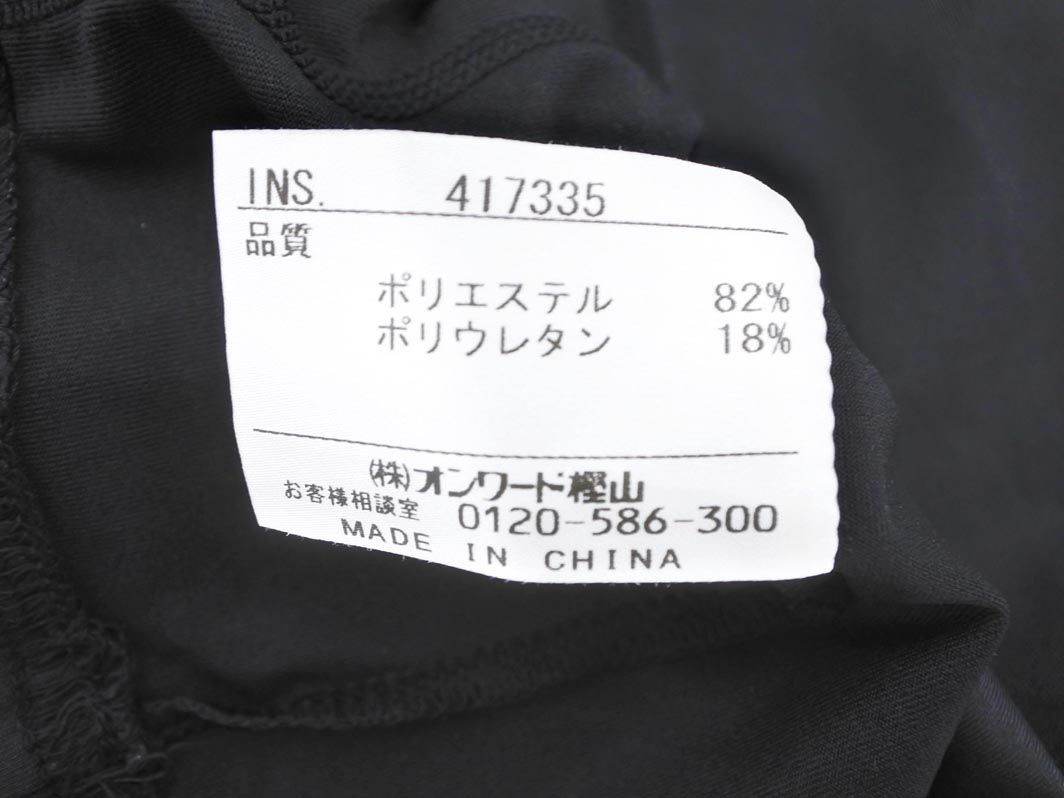 INS. 417335
品質
ポリエステル 82%
ポリウレタン 18%
(株)オンワード樫山
お客様相談室 0120-586-300
MADE IN CHINA